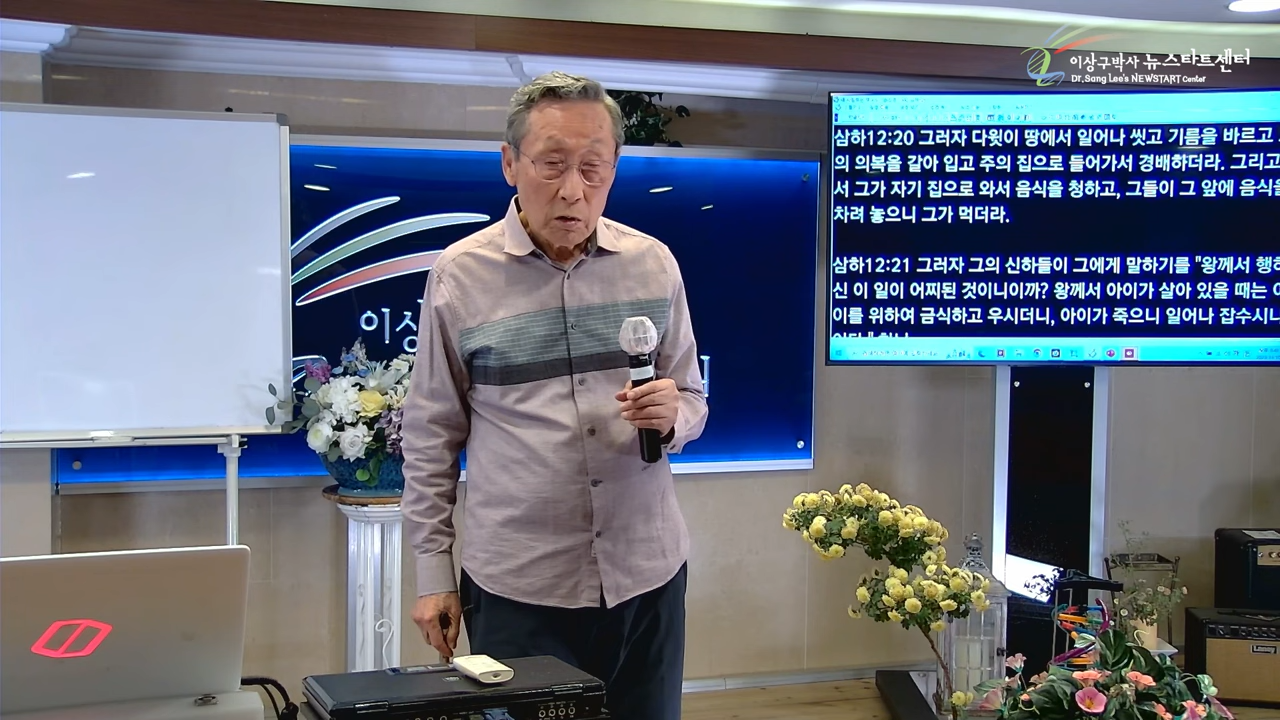 이상구박사 뉴스타트센터
Dr. Sang Lee's NEWSTART Center
삼하12:20 그러자 다윗이 땅에서 일어나 씻고 기름을 바르고
의 의복을 갈아 입고 주의 집으로 들어가서 경배하더라. 그리고
서 그가 자기 집으로 와서 음식을 청하고, 그들이 그 앞에 음식을
차려 놓으니 그가 먹더라.
삼하12:21 그러자 그의 신하들이 그에게 말하기를 "왕께서 행하
신 이 일이 어찌된 것이니이까? 왕께서 아이가 살아 있을 때는
이를 위하여 금식하고 우시더니, 아이가 죽으니 일어나 잡수시니
이상
Laney